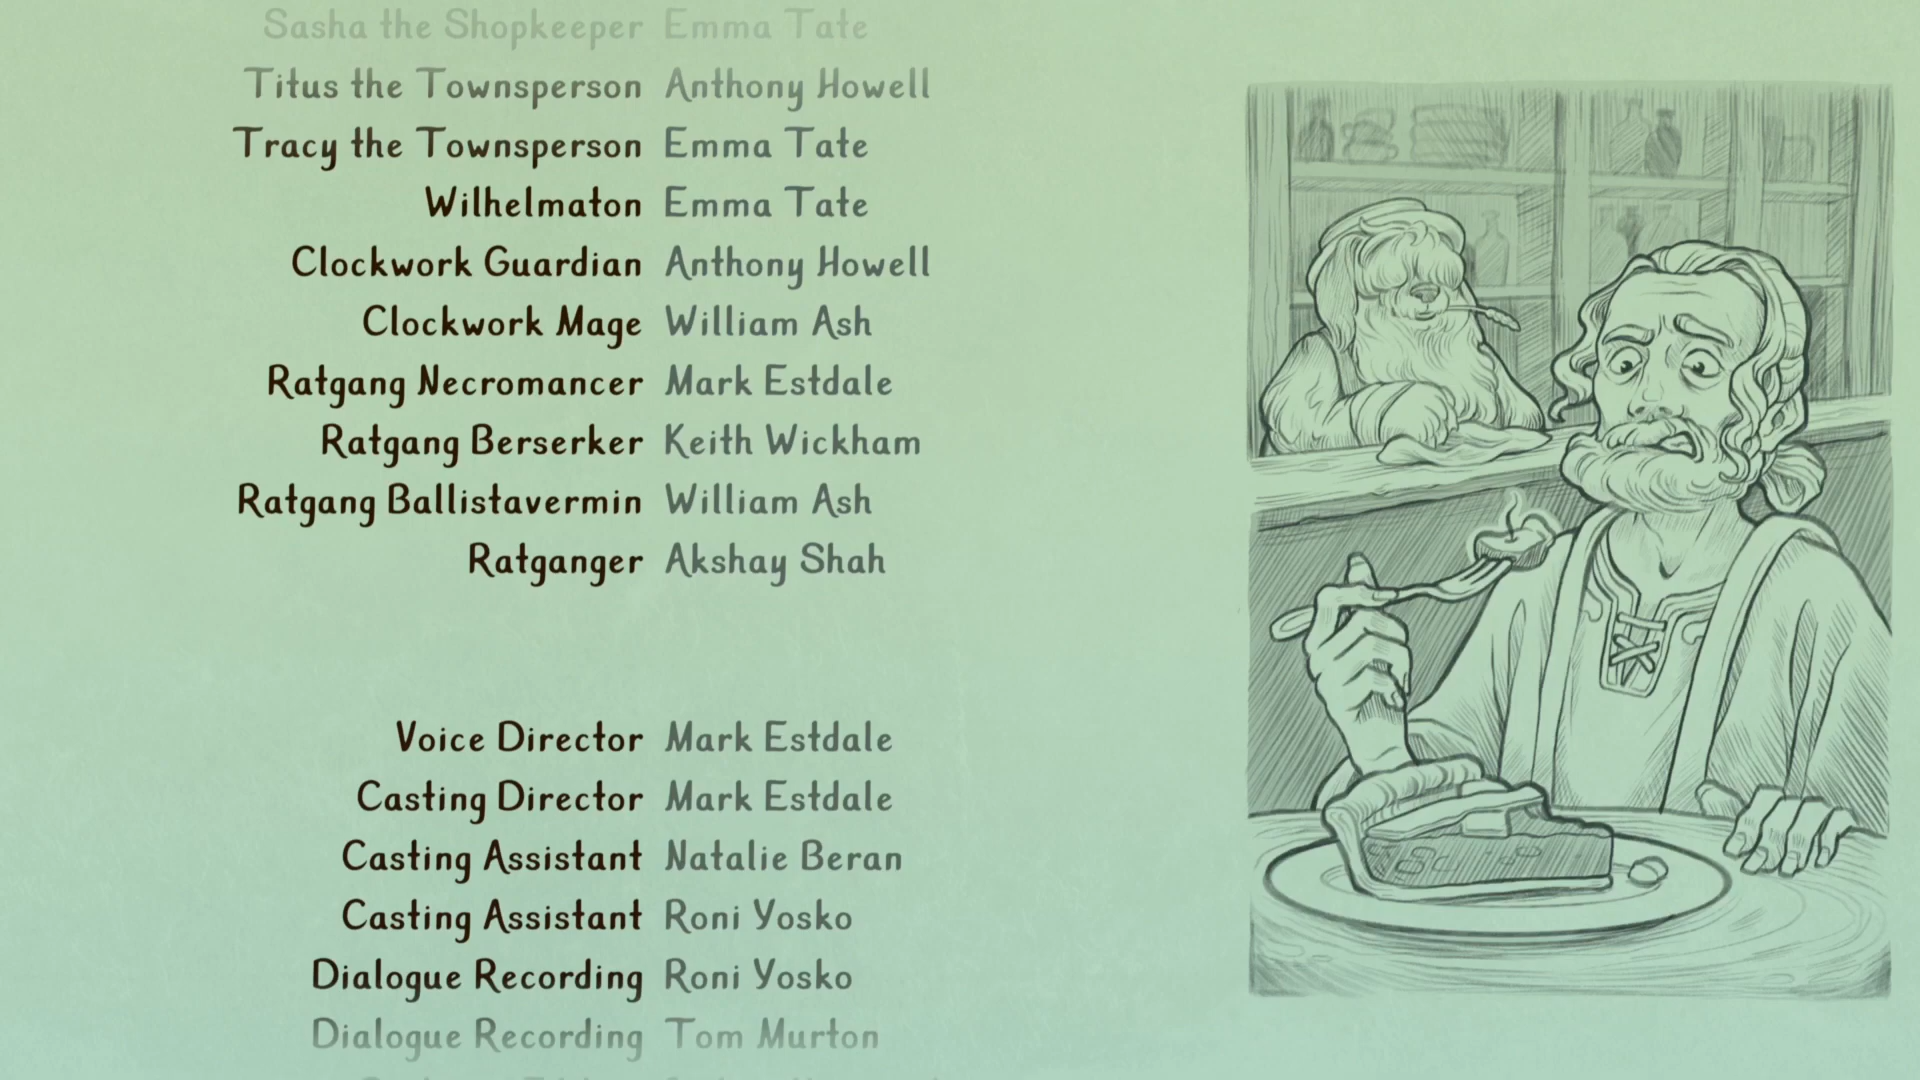 Sasha the Shopkeeper Emma Tate
Titus the Townsperson Anthony Howell
Tracy the Townsperson Emma Tate
Wilhelmaton Emma Tate
Clockwork Guardian Anthony Howell
Clockwork Mage William Ash
Ratgang Necromancer Mark Estdale
Ratgang Berserker Keith Wickham
Ratgang Ballistavermin William Ash
Ratganger Akshay Shah
Voice Director Mark Estdale
Casting Director Mark Estdale
Casting Assistant Natalie Beran
Casting Assistant Roni Yosko
Dialogue Recording Roni Yosko
Dialogue Recording Tom Murton